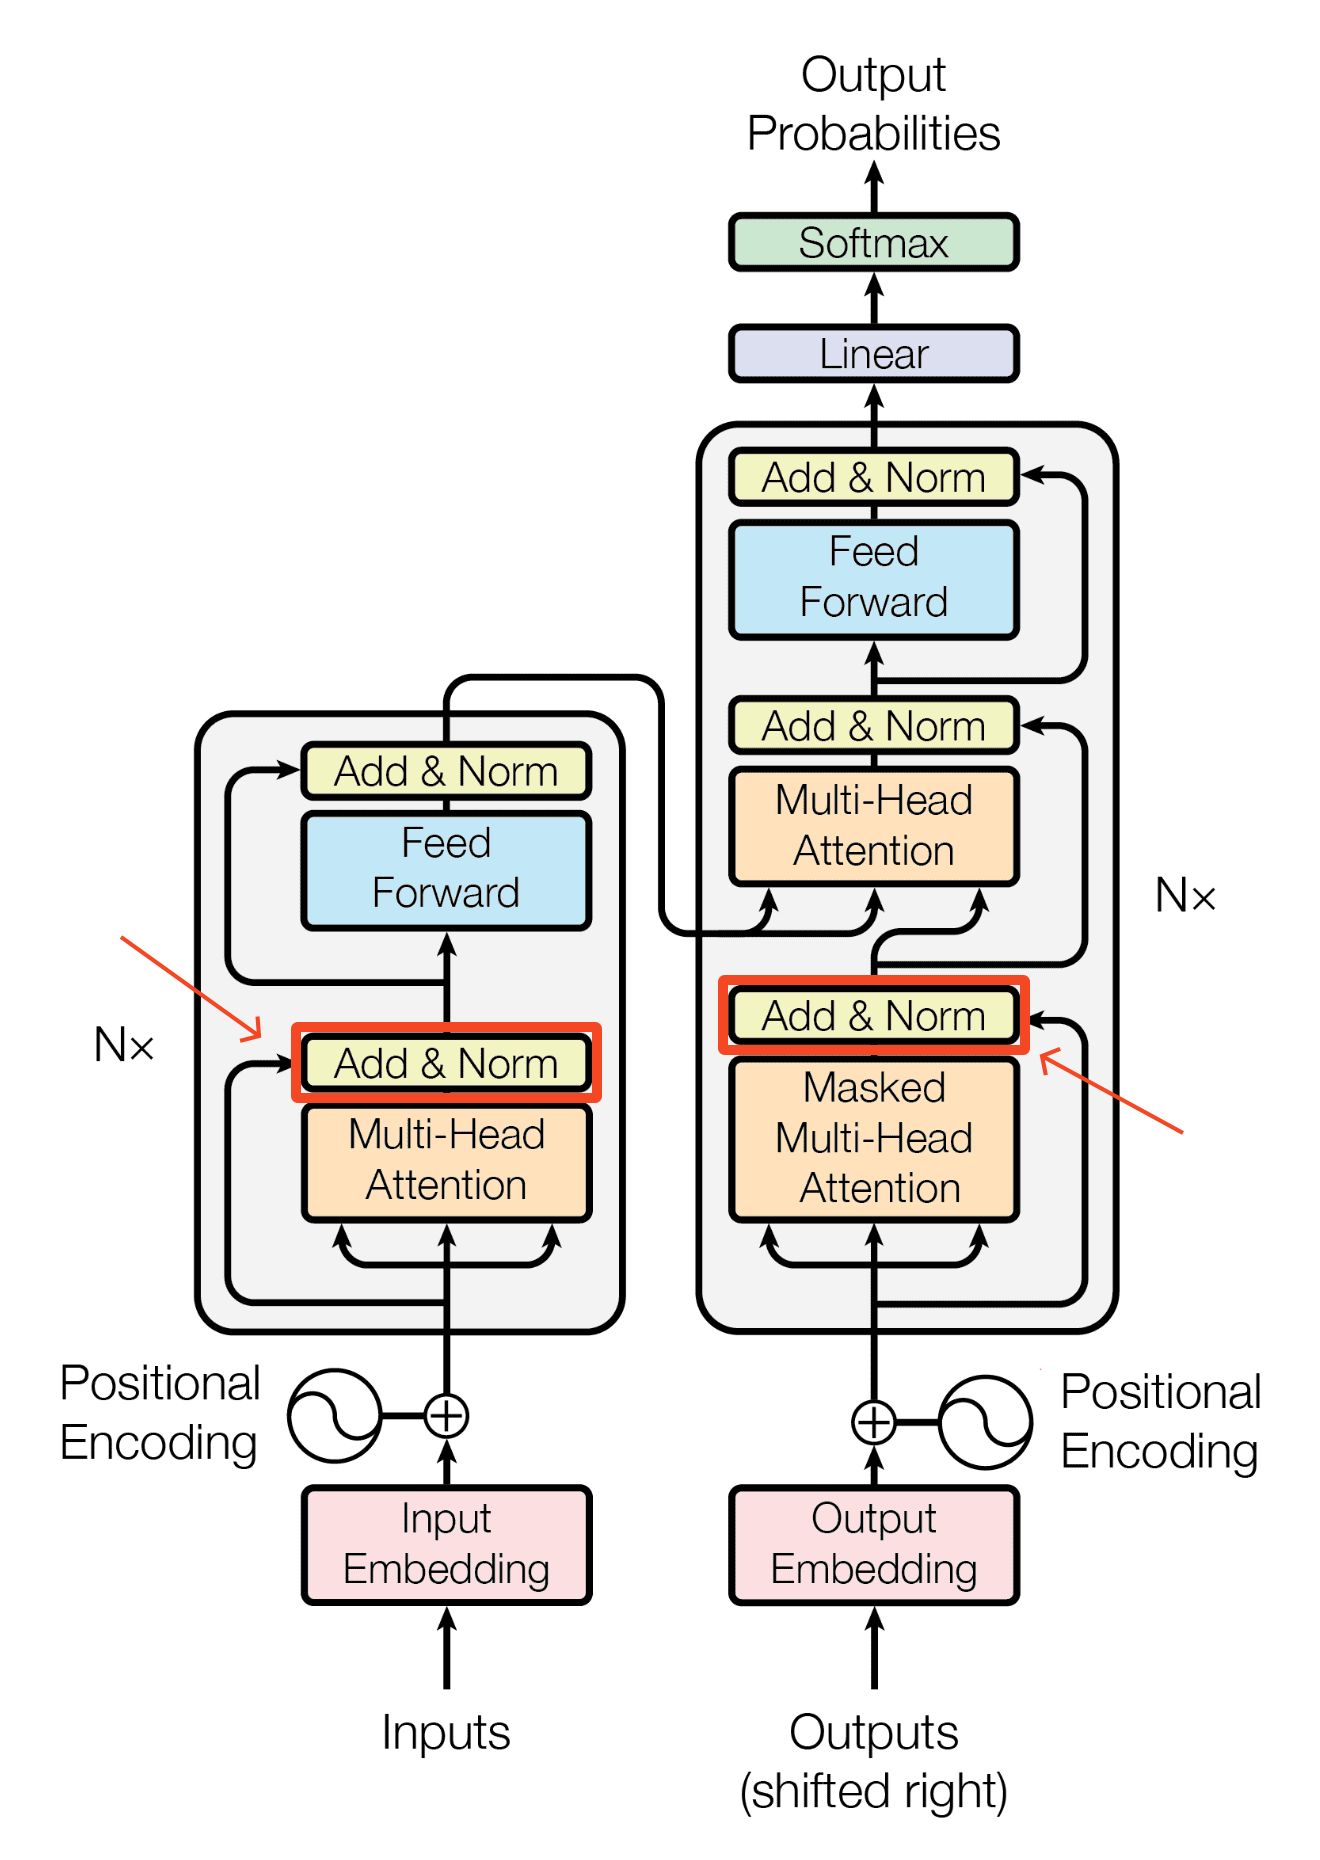 Output
Probabilities
Softmax
Linear
Add & Norm
Feed
Forward
Add & Norm
Multi-Head
Attention
Nx
Add & Norm
Masked
Multi-Head
Attention
Add & Norm
Feed
Forward
Nx
Add & Norm
Multi-Head
Attention
Positional
Encoding
Positional
Encoding
Input
Embedding
Output
Embedding
Inputs
Outputs
(shifted right)